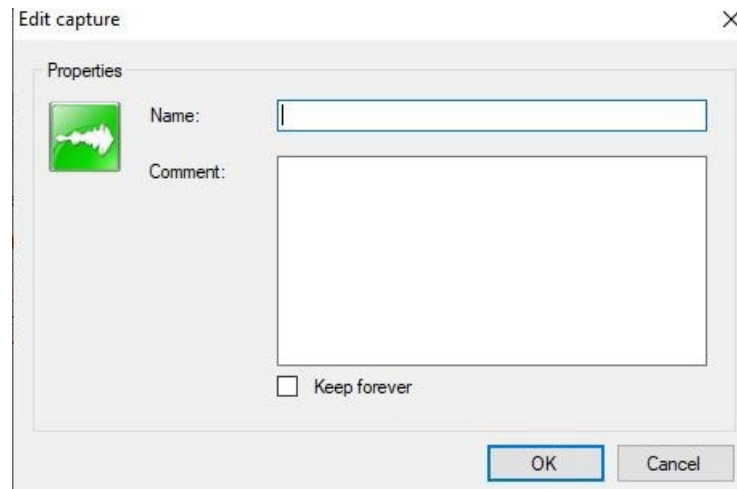 Edit capture
Properties
Name:
Comment:
Keep forever
OK Cancel